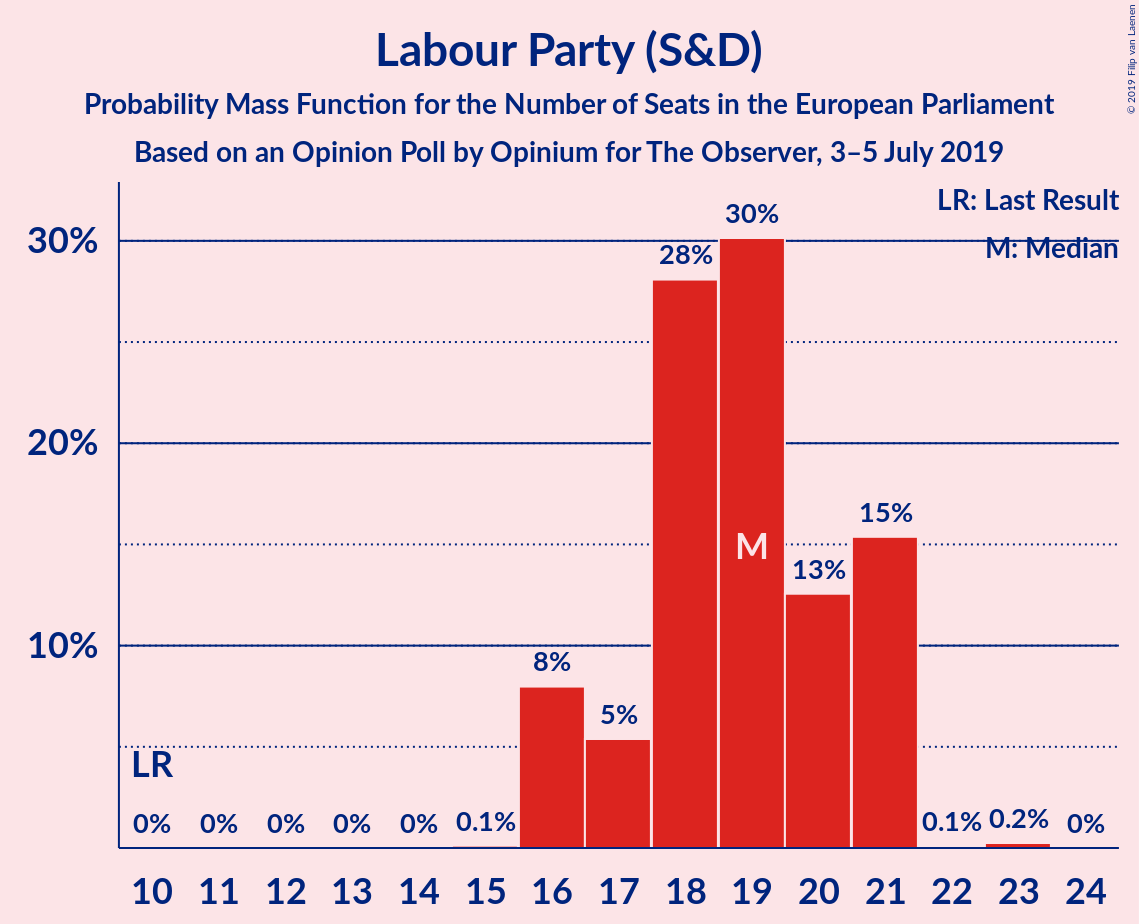 Labour Party (S&D)
Probability Mass Function for the Number of Seats in the European Parliament
Based on an Opinion Poll by Opinium for The Observer, 3–5 July 2019
© 2019 Filip van Laenen
LR: Last Result
M: Median
30%
20%
10%
LR
M
0%
0%
0%
0%
0%
0.1%
8%
5%
28%
30%
13%
15%
0.1%
0.2%
0%
10 11 12 13 14 15 16 17 18 19 20 21 22 23 24